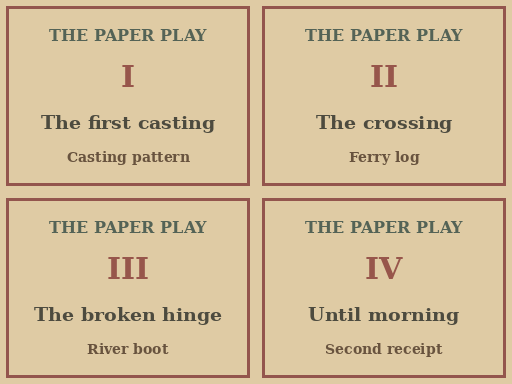 THE PAPER PLAY
I
The first casting
Casting pattern
THE PAPER PLAY
II
The crossing
Ferry log
THE PAPER PLAY
III
The broken hinge
River boot
THE PAPER PLAY
IV
Until morning
Second receipt